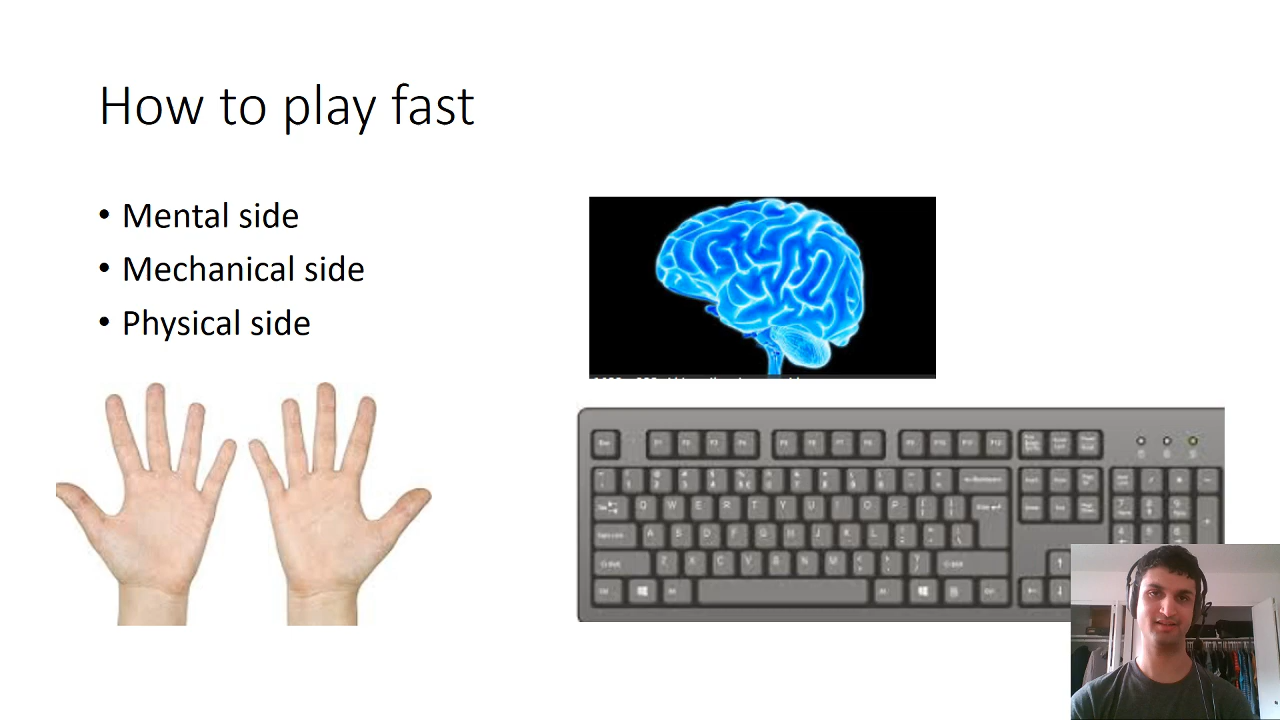 How to play fast
• Mental side
• Mechanical side
• Physical side
Q W E R T Y U I O P
A S D F G H J K L
Z X C V B N M